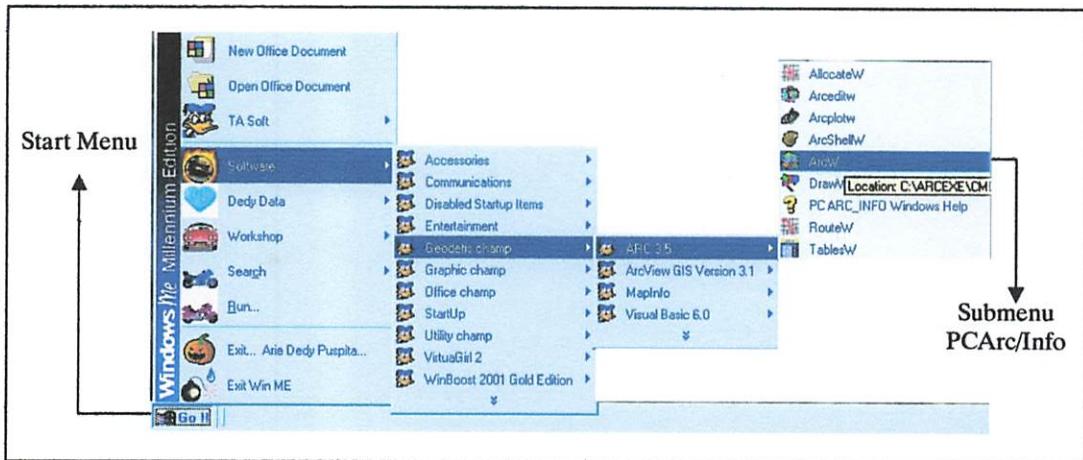 Start Menu
Windows Me Millennium Edition
New Office Document
Open Office Document
TA Soft
Software
Dedy Data
Workshop
Search
Run...
Exit... Aria Dedy Puspita...
Exit Win ME
Go !!
Accessories
Communications
Disabled Startup Items
Entertainment
Geodetic champ
Graphic champ
Office champ
StartUp
Utility champ
VirtuaGirl 2
WinBoost 2001 Gold Edition
ARC 3.5
ArcView GIS Version 3.1
MapInfo
Visual Basic 6.0
AllocateW
Arceditw
Arcplotw
ArcShellW
ArcW
DrawW Location: C:\ARCEXE\CM
PC ARC_INFO Windows Help
RouteW
TablesW
Submenu
PCArc/Info